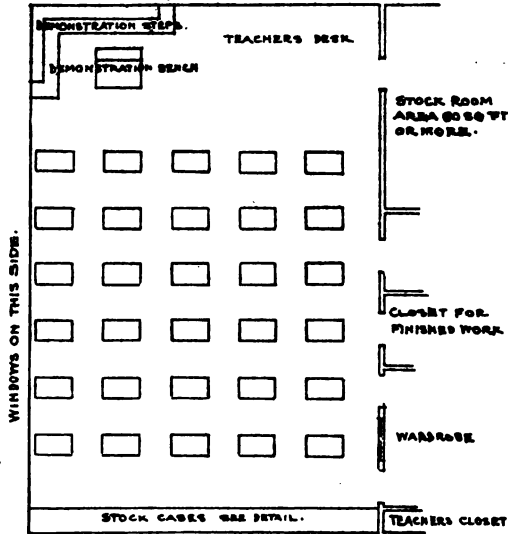 DEMONSTRATION STEPS.
TEACHERS DESK
DEMONSTRATION BENCH
STOCK ROOM
AREA 80 SQ FT
OR MORE.
WINDOWS ON THIS SIDE.
CLOSET FOR
FINISHED WORK
WARDROBE
STOCK CASES SEE DETAIL.
TEACHERS CLOSET